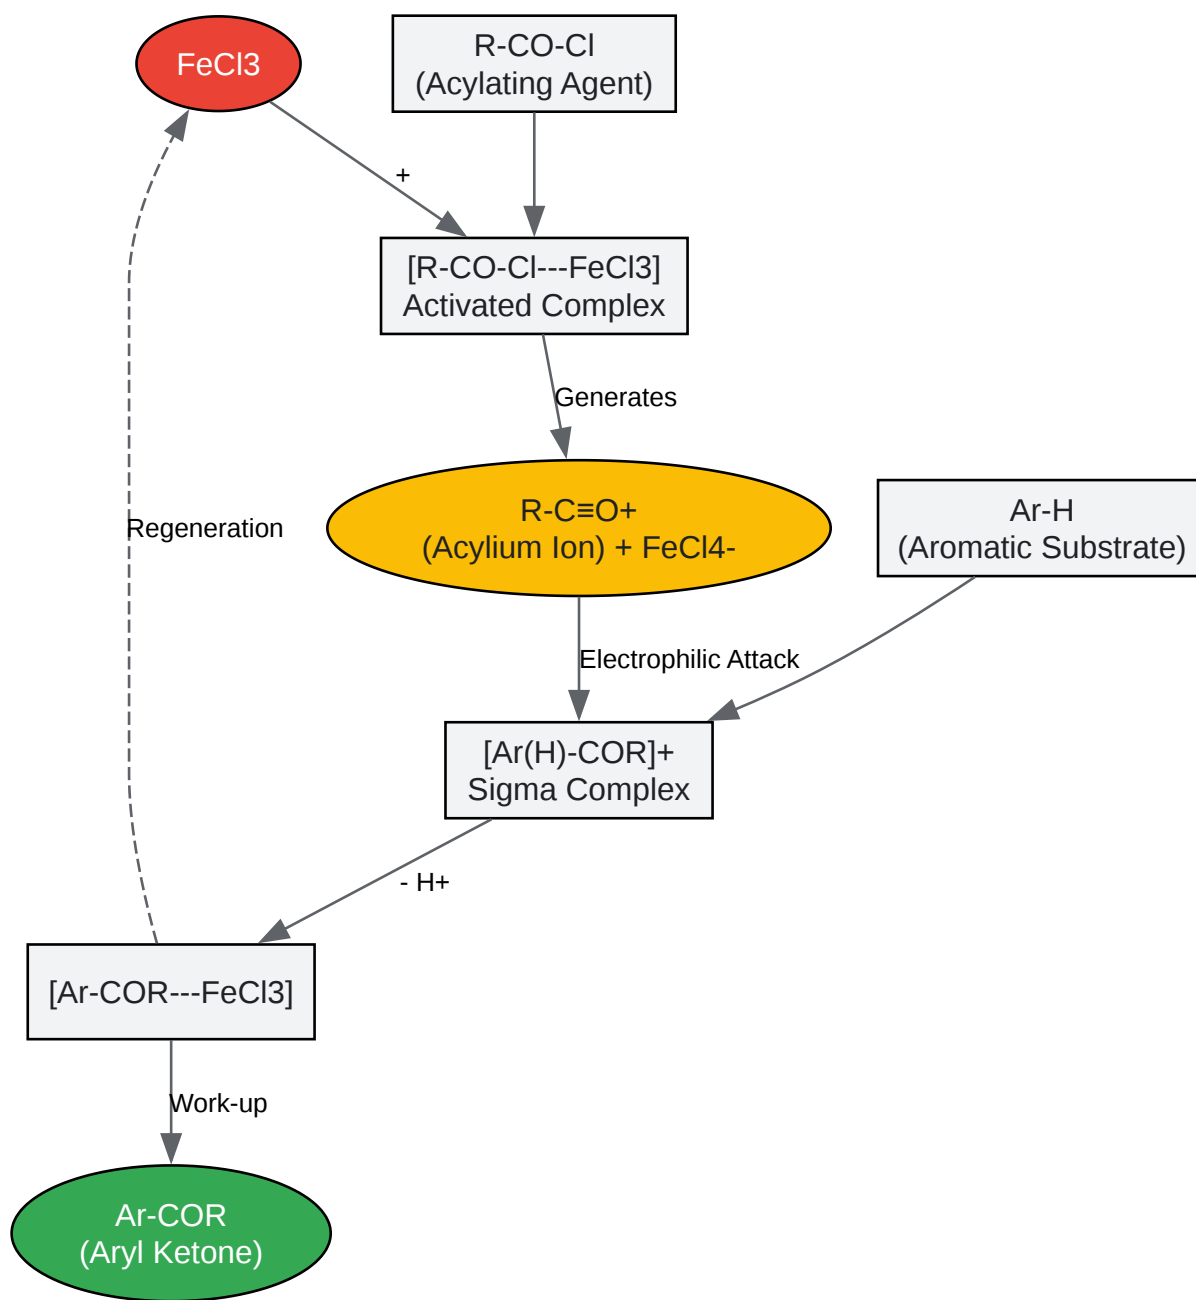 FeCl3
R-CO-Cl
(Acylating Agent)
+
[R-CO-Cl---FeCl3]
Activated Complex
Generates
R-C≡O+
(Acylium Ion) + FeCl4-
Ar-H
(Aromatic Substrate)
Regeneration
Electrophilic Attack
[Ar(H)-COR]+
Sigma Complex
- H+
[Ar-COR---FeCl3]
Work-up
Ar-COR
(Aryl Ketone)